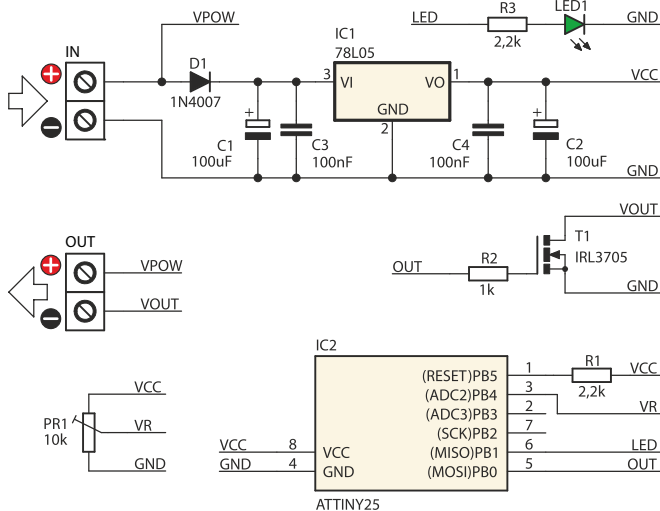 VPOW
LED
R3
2,2k
LED1
GND
IN
D1
1N4007
IC1
78L05
3
VI
VO
1
VCC
GND
2
+
C1
100uF
C3
100nF
C4
100nF
+
C2
100uF
GND
VOUT
OUT
VPOW
VOUT
OUT
R2
1k
T1
IRL3705
GND
IC2
(RESET)PB5
1
R1
2,2k
VCC
(ADC2)PB4
3
VR
(ADC3)PB3
2
(SCK)PB2
7
(MISO)PB1
6
LED
(MOSI)PB0
5
OUT
VCC
8
VCC
GND
4
GND
ATTINY25
VCC
PR1
10k
VR
GND